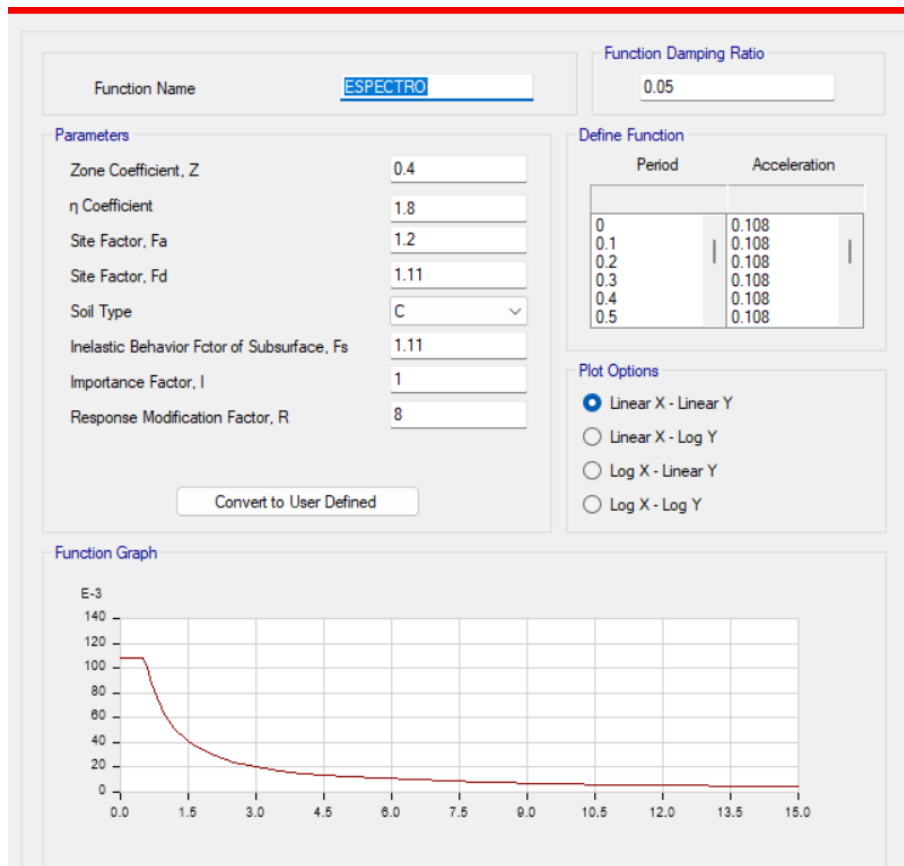 Function Damping Ratio
Function Name ESPECTRO 0.05
Parameters
Zone Coefficient, Z 0.4
η Coefficient 1.8
Site Factor, Fa 1.2
Site Factor, Fd 1.11
Soil Type C
Inelastic Behavior Fctor of Subsurface, Fs 1.11
Importance Factor, I 1
Response Modification Factor, R 8
Convert to User Defined
Define Function
Period Acceleration
0 0.108
0.1 0.108
0.2 0.108
0.3 0.108
0.4 0.108
0.5 0.108
Plot Options
Linear X - Linear Y
Linear X - Log Y
Log X - Linear Y
Log X - Log Y
Function Graph
E-3
140
120
100
80
60
40
20
0
0.0 1.5 3.0 4.5 6.0 7.5 9.0 10.5 12.0 13.5 15.0